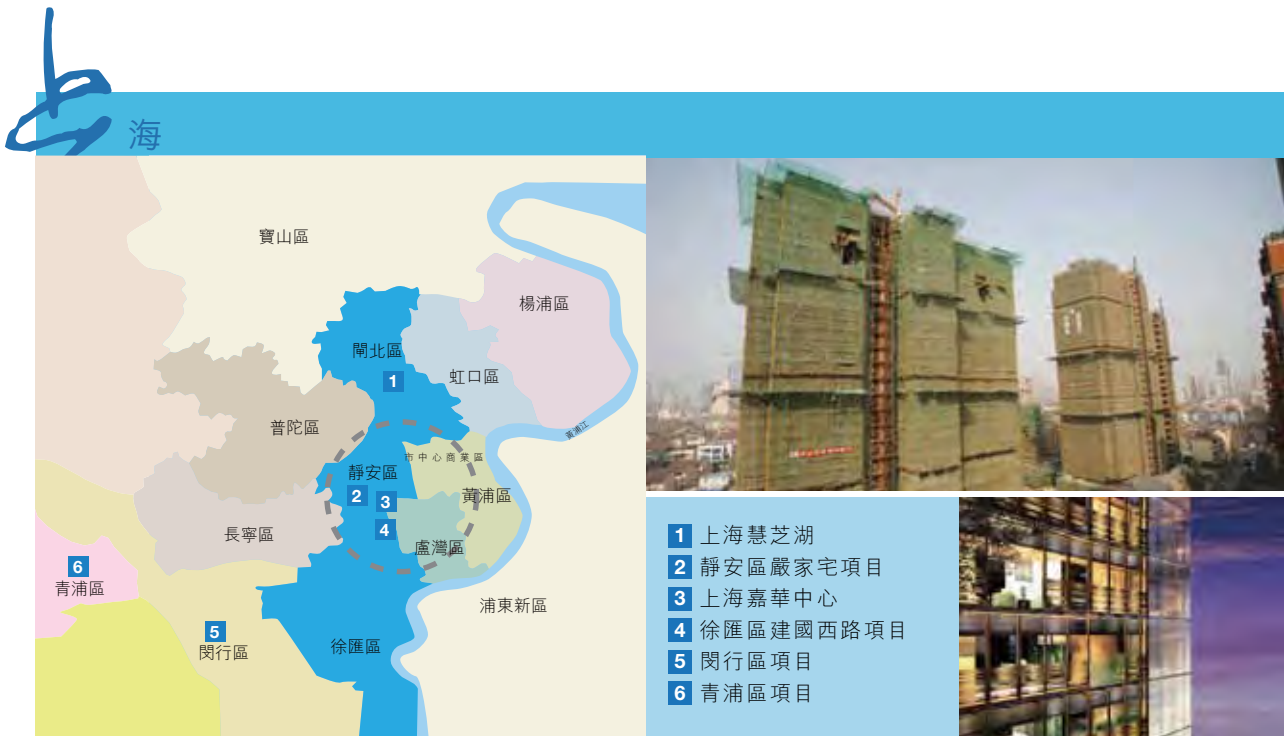 上海
寶山區
楊浦區
閘北區
1
虹口區
普陀區
黃浦江
市中心商業區
靜安區
2
3
黃浦區
4
長寧區
盧灣區
6
青浦區
浦東新區
5
閔行區
徐匯區
1 上海慧芝湖
2 靜安區嚴家宅項目
3 上海嘉華中心
4 徐匯區建國西路項目
5 閔行區項目
6 青浦區項目